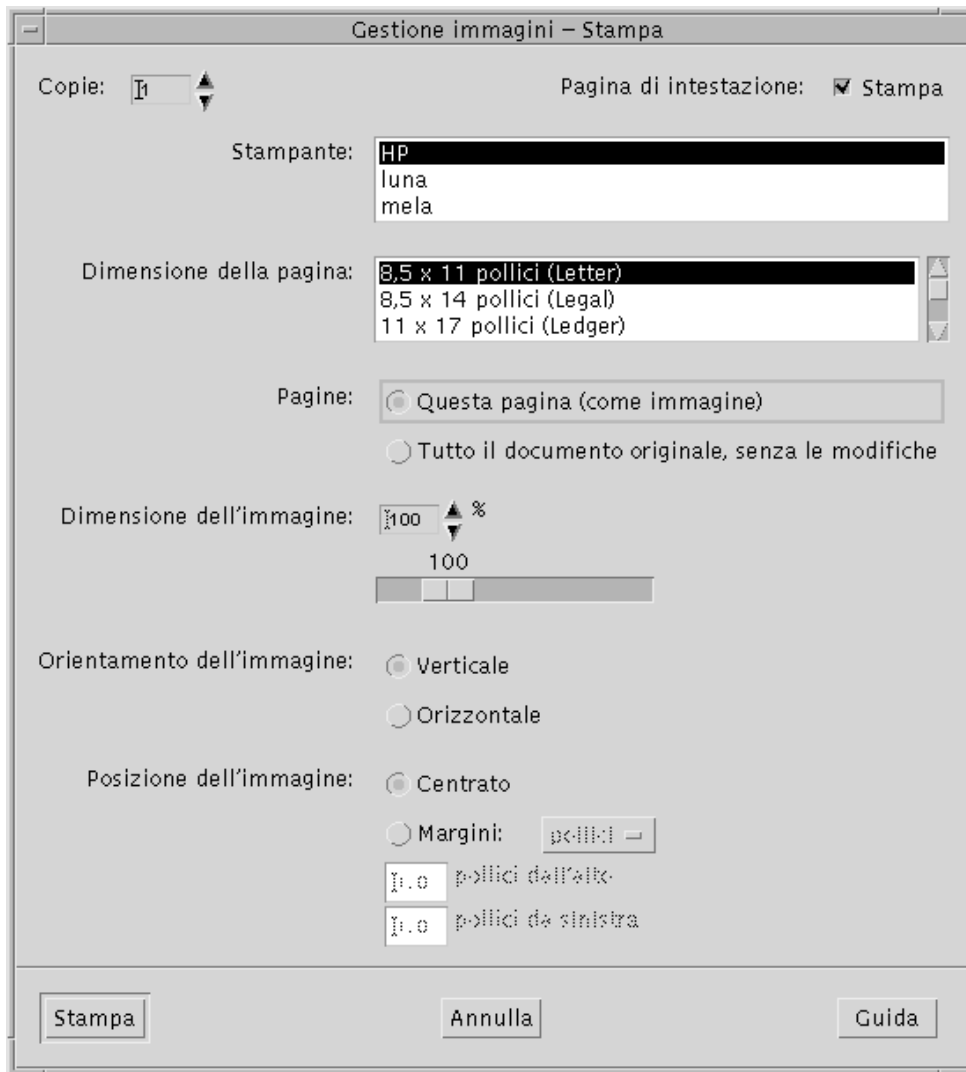 Gestione immagini – Stampa
Copie: 1 Pagina di intestazione: Stampa
Stampante: HP
luna
mela
Dimensione della pagina: 8,5 x 11 pollici (Letter)
8,5 x 14 pollici (Legal)
11 x 17 pollici (Ledger)
Pagine: Questa pagina (come immagine)
Tutto il documento originale, senza le modifiche
Dimensione dell'immagine: 100 %
100
Orientamento dell'immagine: Verticale
Orizzontale
Posizione dell'immagine: Centrato
Margini: pollici
pollici dall'alto
pollici da sinistra
Stampa Annulla Guida